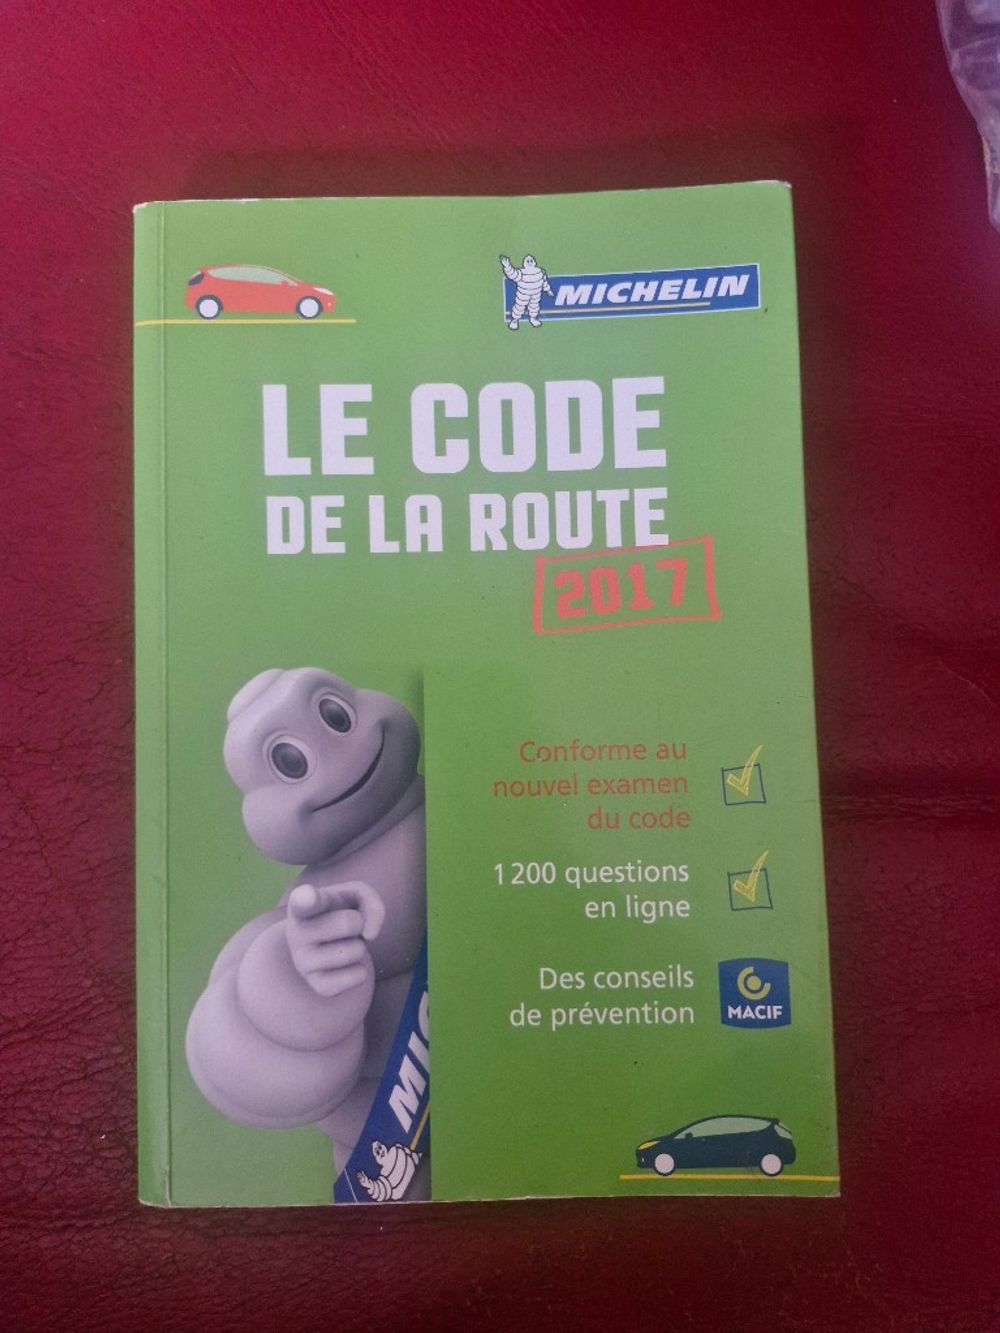 MICHELIN
LE CODE
DE LA ROUTE
2017
Conforme au
nouvel examen
du code
1 200 questions
en ligne
Des conseils
de prévention
MACIF
MIC